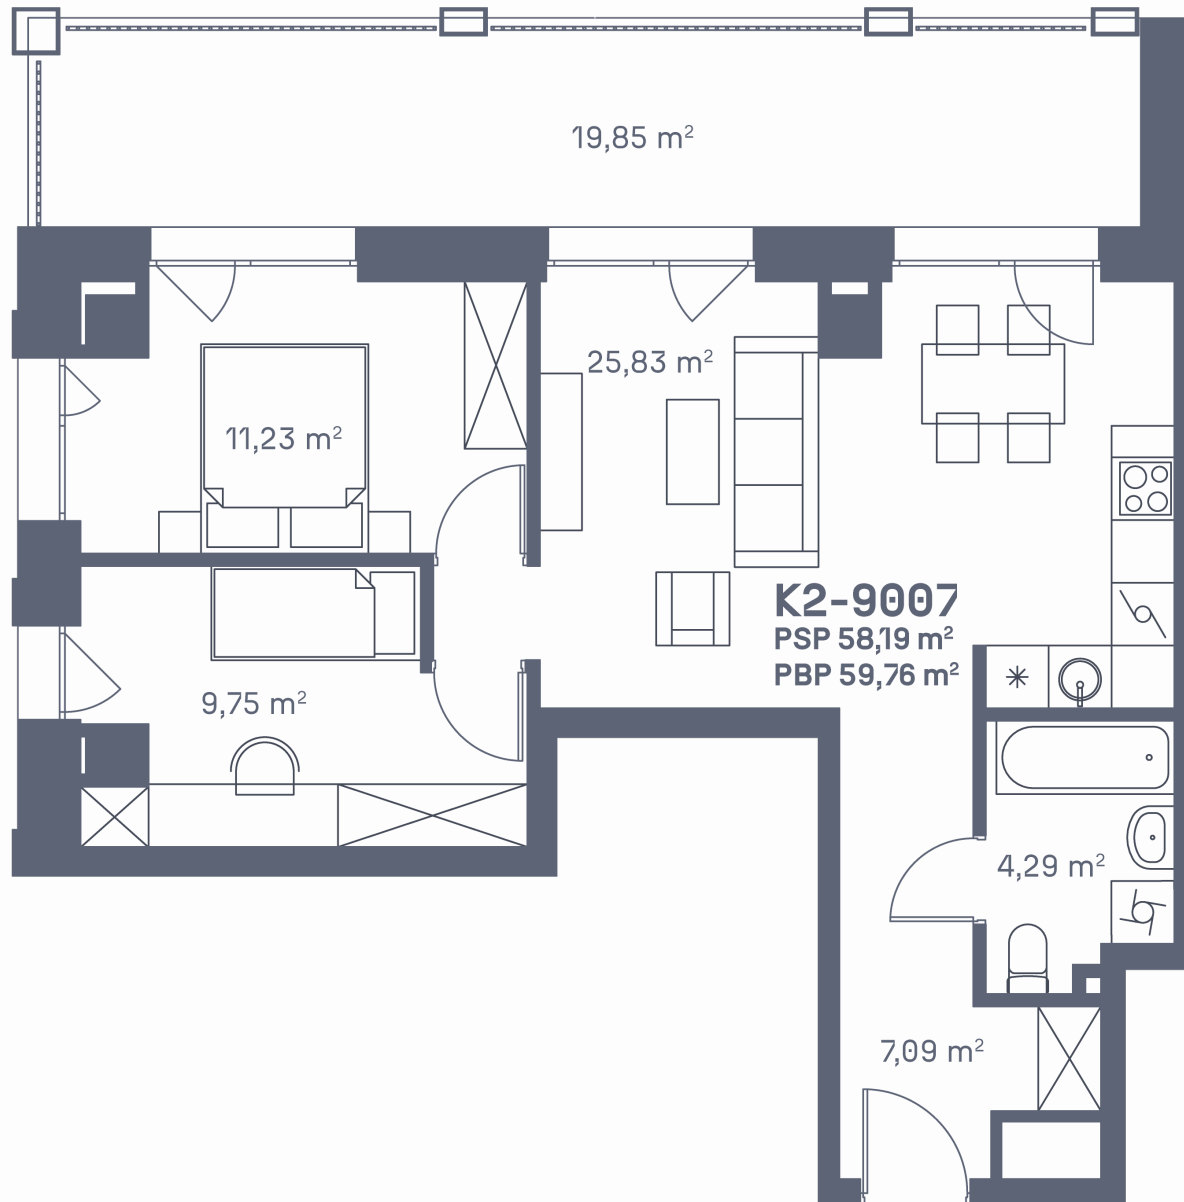 19,85 m²
25,83 m²
11,23 m²
K2-9007
PSP 58,19 m²
PBP 59,76 m²
9,75 m²
4,29 m²
7,09 m²